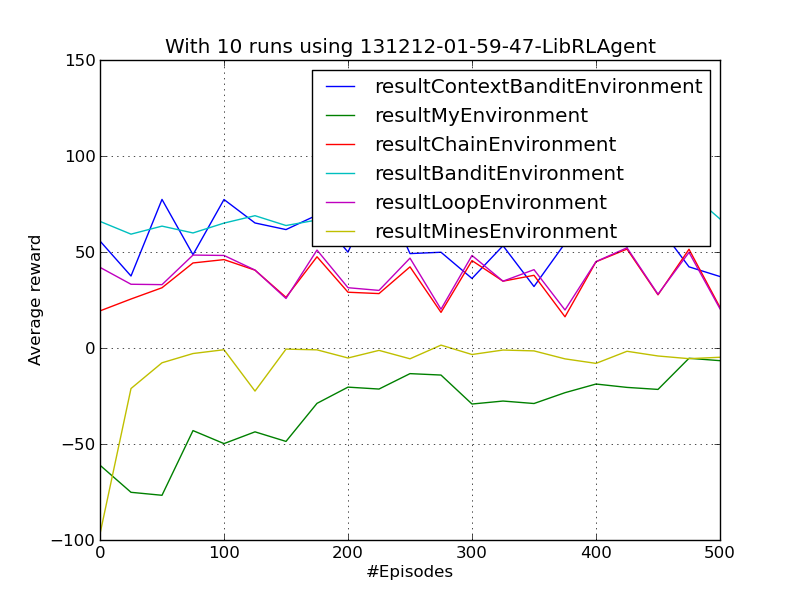 With 10 runs using 131212-01-59-47-LibRLAgent
150
100
50
0
−50
−100
Average reward
resultContextBanditEnvironment
resultMyEnvironment
resultChainEnvironment
resultBanditEnvironment
resultLoopEnvironment
resultMinesEnvironment
0 100 200 300 400 500
#Episodes